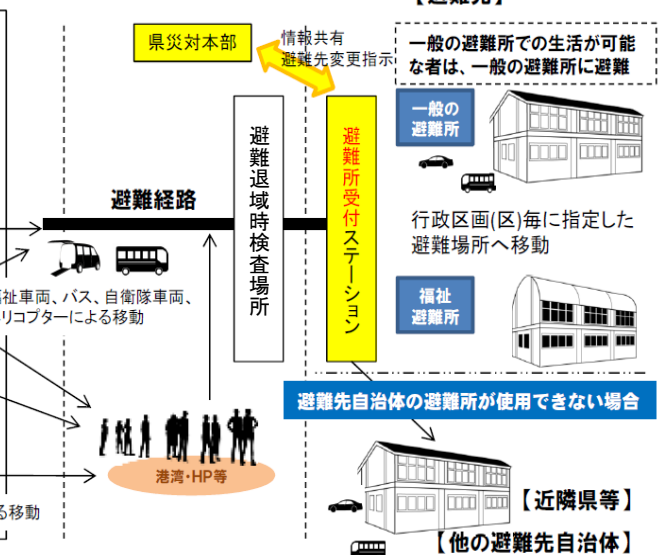 県災対本部
情報共有
避難先変更指示
一般の避難所での生活が可能
な者は、一般の避難所に避難
一般の
避難所
避難退域時検査場所
避難所受付ステーション
避難経路
行政区画(区)毎に指定した
避難場所へ移動
祉車両、バス、自衛隊車両、
リコプターによる移動
福祉
避難所
避難先自治体の避難所が使用できない場合
港湾・HP等
る移動
【近隣県等】
【他の避難先自治体】